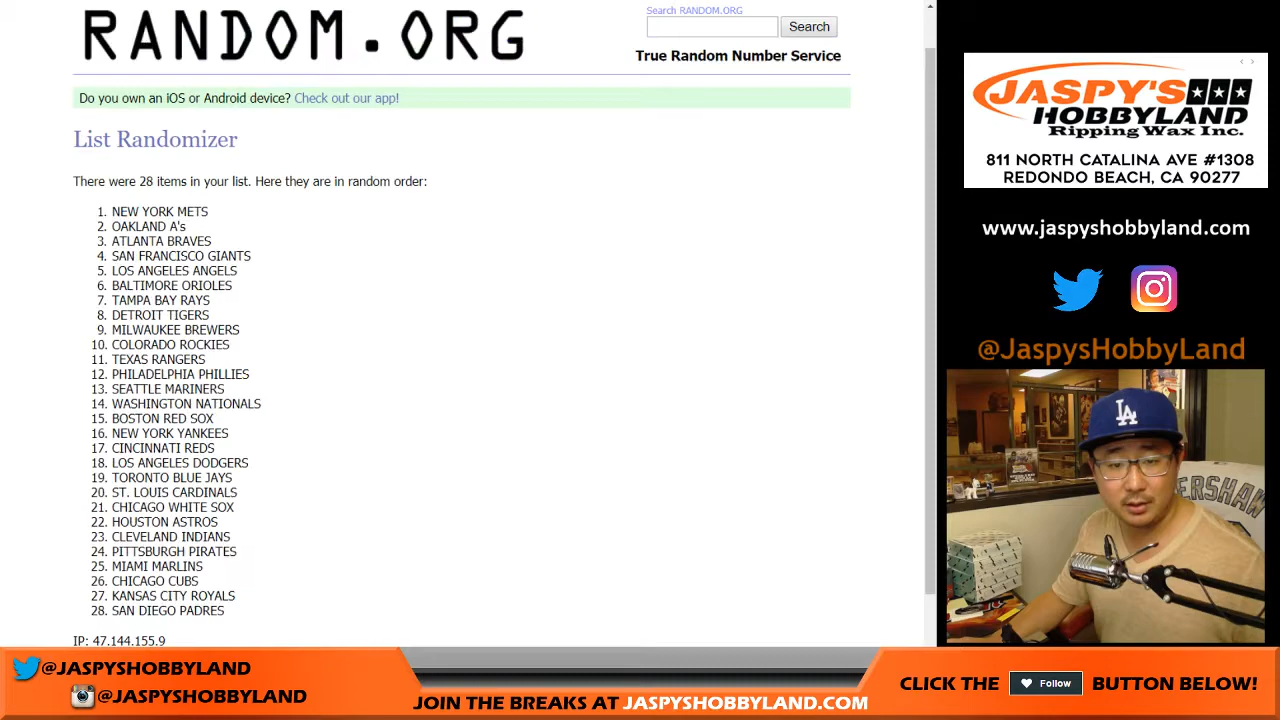 RANDOM.ORG
Search RANDOM.ORG
Search
True Random Number Service
Do you own an iOS or Android device? Check out our app!
List Randomizer
There were 28 items in your list. Here they are in random order:
1. NEW YORK METS
2. OAKLAND A's
3. ATLANTA BRAVES
4. SAN FRANCISCO GIANTS
5. LOS ANGELES ANGELS
6. BALTIMORE ORIOLES
7. TAMPA BAY RAYS
8. DETROIT TIGERS
9. MILWAUKEE BREWERS
10. COLORADO ROCKIES
11. TEXAS RANGERS
12. PHILADELPHIA PHILLIES
13. SEATTLE MARINERS
14. WASHINGTON NATIONALS
15. BOSTON RED SOX
16. NEW YORK YANKEES
17. CINCINNATI REDS
18. LOS ANGELES DODGERS
19. TORONTO BLUE JAYS
20. ST. LOUIS CARDINALS
21. CHICAGO WHITE SOX
22. HOUSTON ASTROS
23. CLEVELAND INDIANS
24. PITTSBURGH PIRATES
25. MIAMI MARLINS
26. CHICAGO CUBS
27. KANSAS CITY ROYALS
28. SAN DIEGO PADRES
IP: 47.144.155.9
JASPY'S
HOBBYLAND
Ripping Wax Inc.
811 NORTH CATALINA AVE #1308
REDONDO BEACH, CA 90277
www.jaspyshobbyland.com
@JaspysHobbyLand
LA
ERSHAW
@JASPYSHOBBYLAND
@JASPYSHOBBYLAND
JOIN THE BREAKS AT JASPYSHOBBYLAND.COM
CLICK THE Follow BUTTON BELOW!